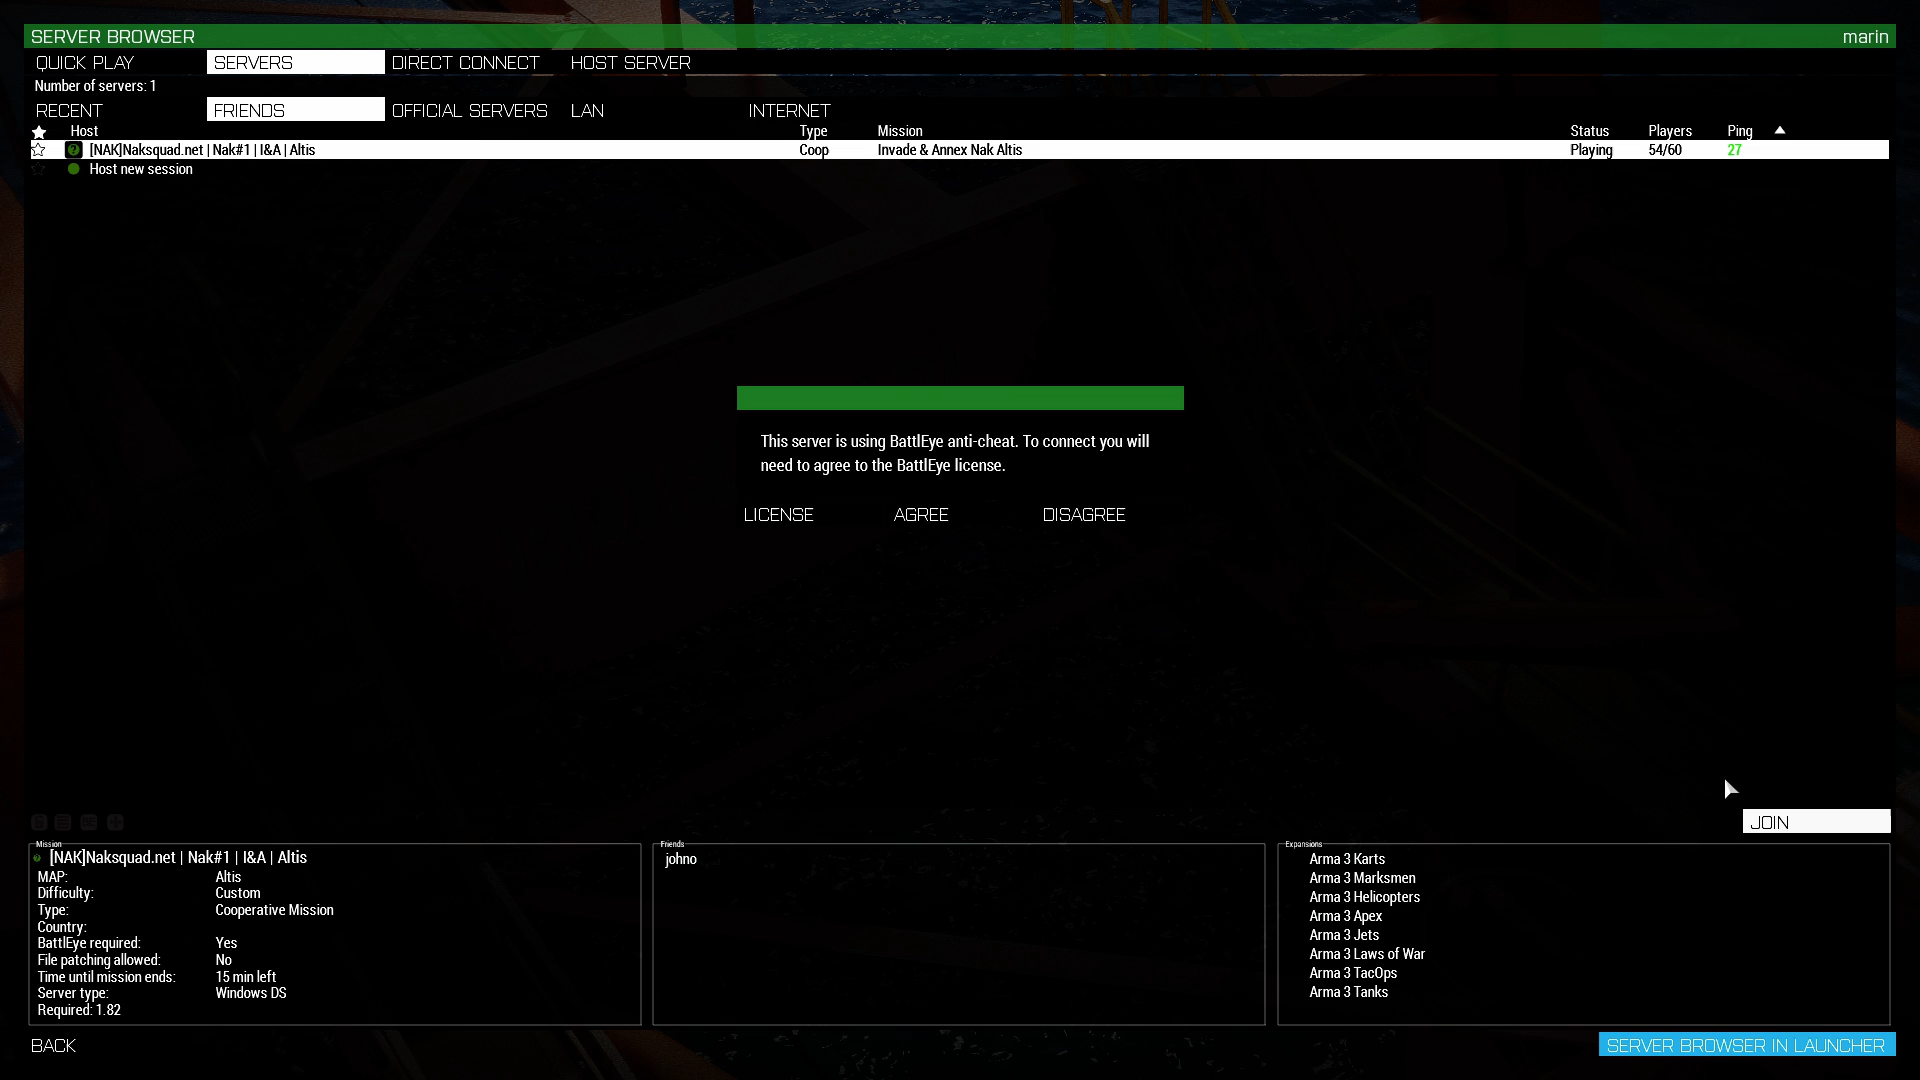 SERVER BROWSER marin
QUICK PLAY SERVERS DIRECT CONNECT HOST SERVER
Number of servers: 1
RECENT FRIENDS OFFICIAL SERVERS LAN INTERNET
Host Type Mission Status Players Ping
[NAK]Naksquad.net | Nak#1 | I&A | Altis Coop Invade & Annex Nak Altis Playing 54/60 27
Host new session
This server is using BattlEye anti-cheat. To connect you will
need to agree to the BattlEye license.
LICENSE AGREE DISAGREE
JOIN
Mission
[NAK]Naksquad.net | Nak#1 | I&A | Altis
MAP: Altis
Difficulty: Custom
Type: Cooperative Mission
Country:
BattlEye required: Yes
File patching allowed: No
Time until mission ends: 15 min left
Server type: Windows DS
Required: 1.82
Friends
johno
Expansions
Arma 3 Karts
Arma 3 Marksmen
Arma 3 Helicopters
Arma 3 Apex
Arma 3 Jets
Arma 3 Laws of War
Arma 3 TacOps
Arma 3 Tanks
BACK SERVER BROWSER IN LAUNCHER